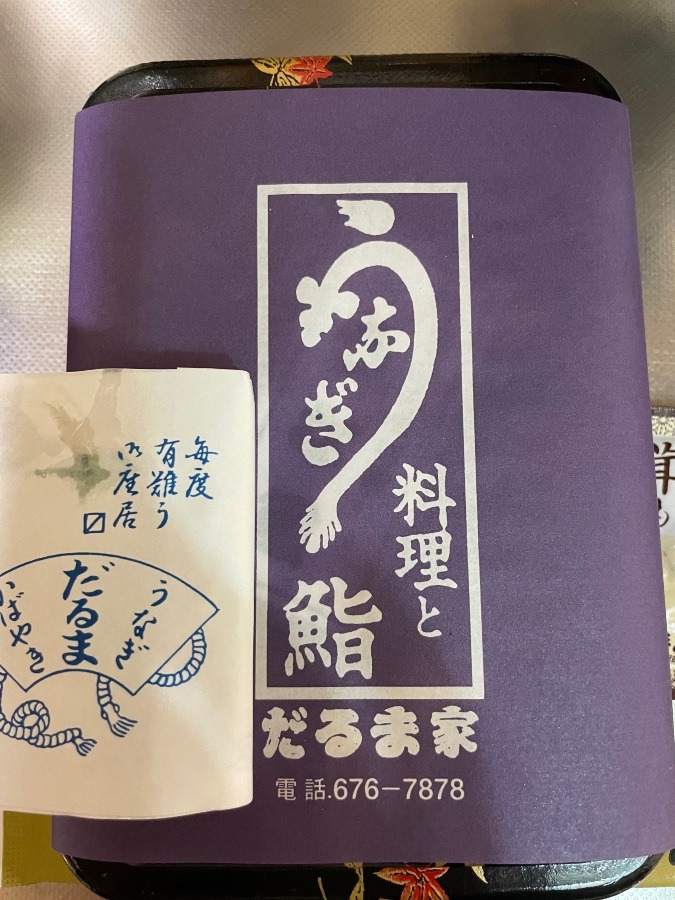 うなぎ
料理と
鮨
だるま家
電話.676-7878
毎度
有難う
御座居
〼
うなぎ
だるま
かばやき